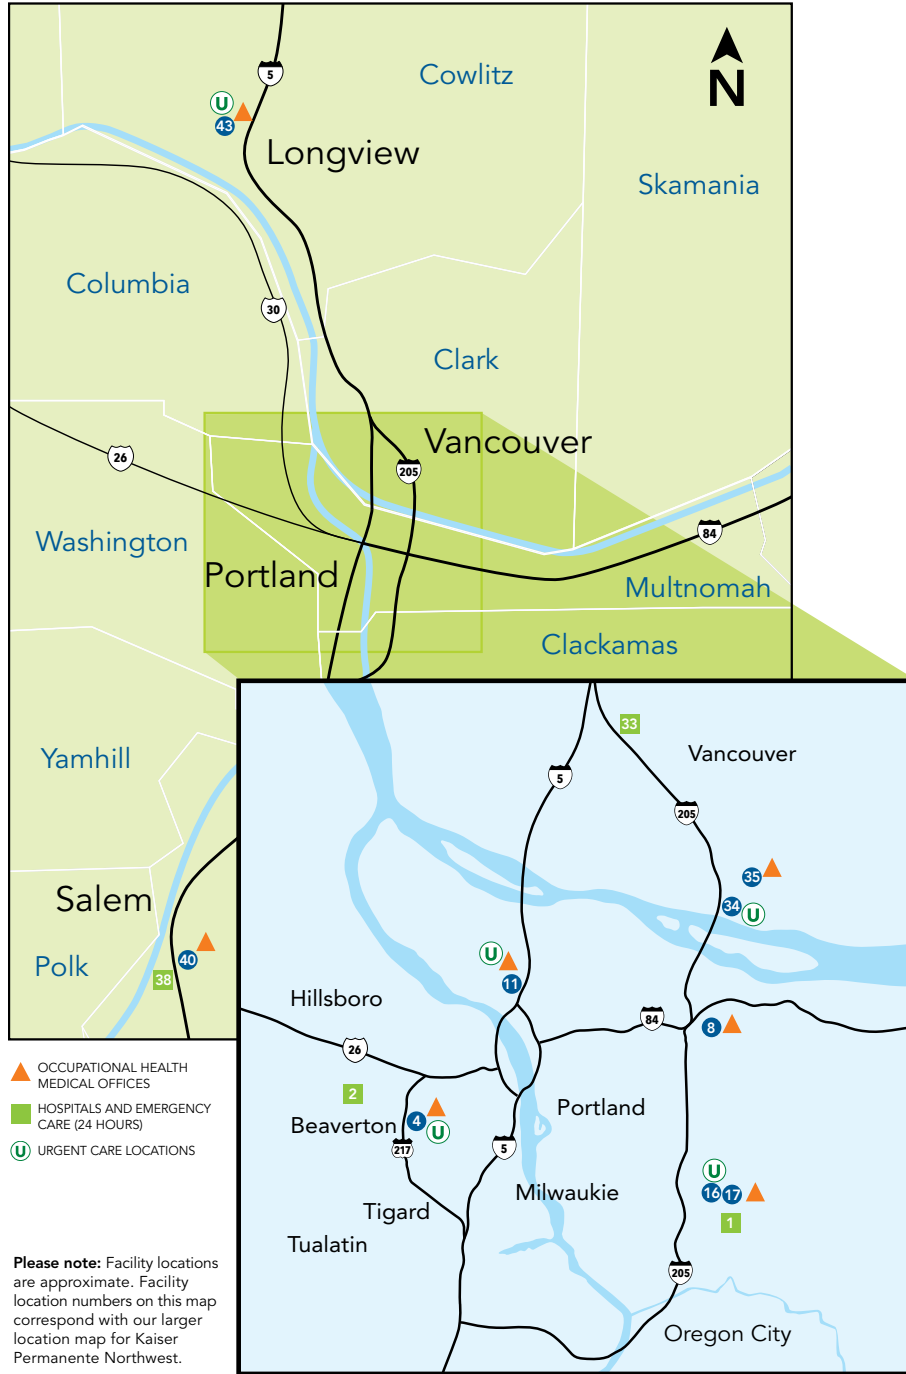 5
Cowlitz
N
U
43
Longview
Skamania
Columbia
30
Clark
Vancouver
26
205
84
Washington
Portland
Multnomah
Clackamas
33
Yamhill
Vancouver
5
205
35
Salem
34
U
U
40
Polk
38
11
Hillsboro
84
8
26
2
Portland
Beaverton
4
U
217
5
U
16
17
Milwaukie
Tigard
1
Tualatin
205
Oregon City
OCCUPATIONAL HEALTH
MEDICAL OFFICES
HOSPITALS AND EMERGENCY
CARE (24 HOURS)
U URGENT CARE LOCATIONS
Please note: Facility locations
are approximate. Facility
location numbers on this map
correspond with our larger
location map for Kaiser
Permanente Northwest.